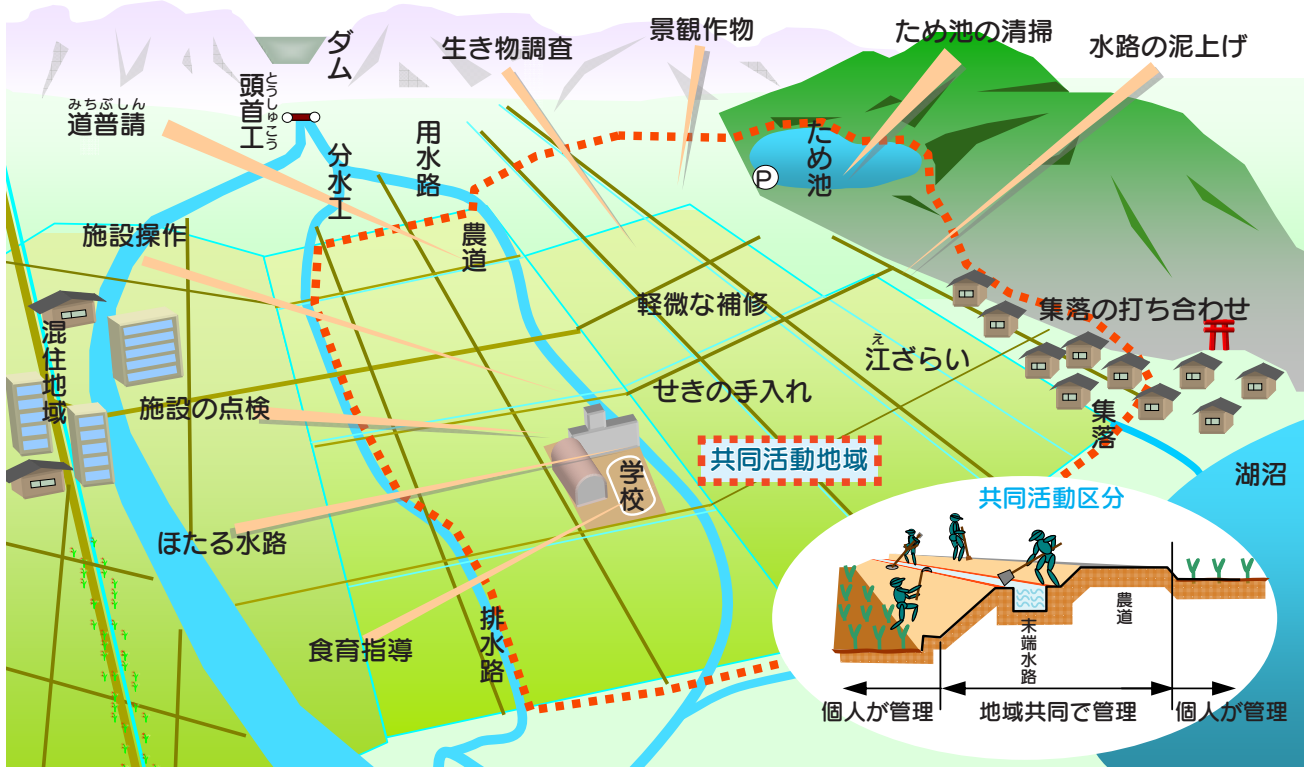 ダム
生き物調査
景観作物
ため池の清掃
水路の泥上げ
とうしゅこう
頭首工
みちぶしん
道普請
用水路
分水工
ため池
P
農道
施設操作
軽微な補修
集落の打ち合わせ
え
江ざらい
混住地域
せきの手入れ
施設の点検
集落
共同活動地域
学校
湖沼
共同活動区分
ほたる水路
食育指導
排水路
農道
末端水路
個人が管理
地域共同で管理
個人が管理